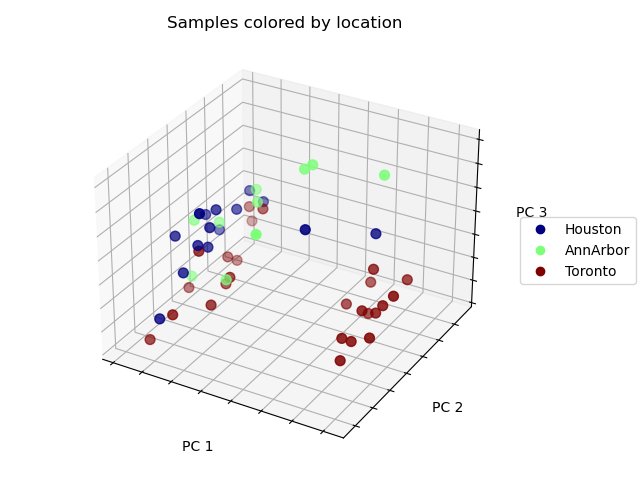 Samples colored by location
PC 3
Houston
AnnArbor
Toronto
PC 2
PC 1